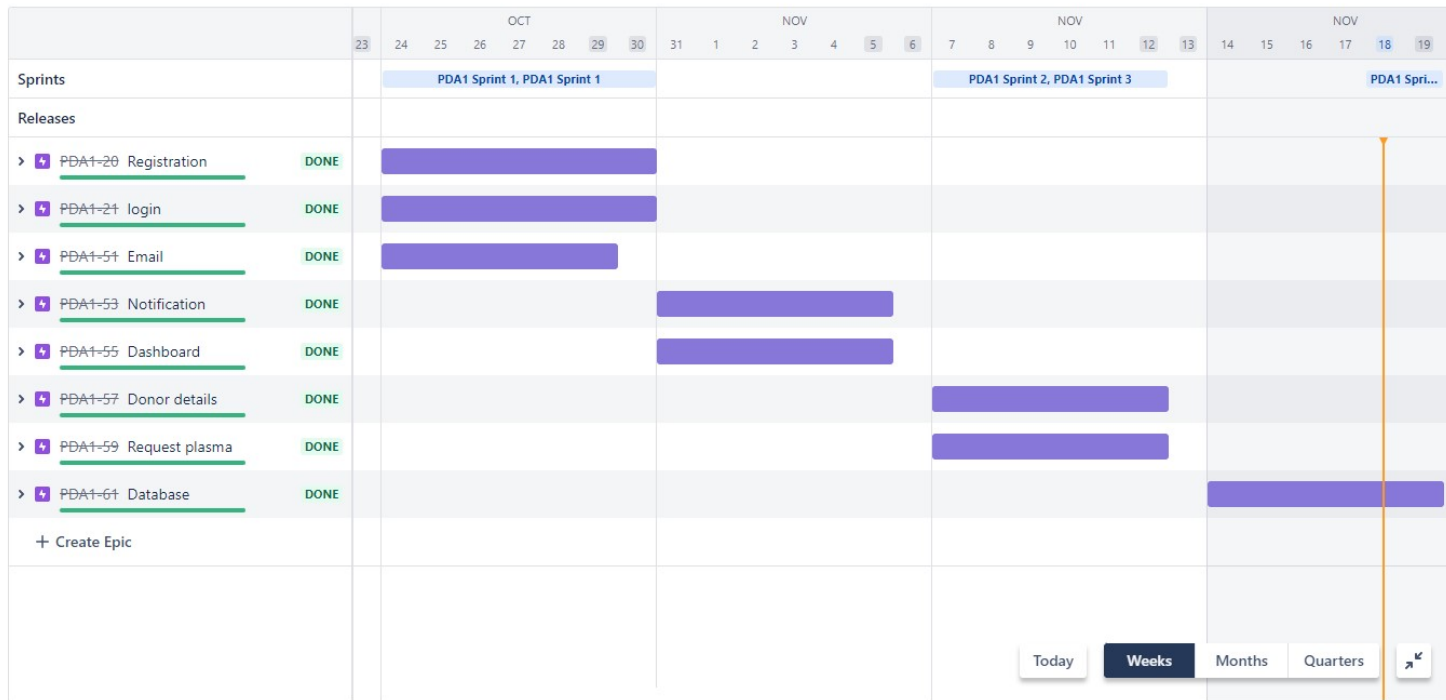 OCT NOV NOV NOV
23 24 25 26 27 28 29 30 31 1 2 3 4 5 6 7 8 9 10 11 12 13 14 15 16 17 18 19
Sprints PDA1 Sprint 1, PDA1 Sprint 1 PDA1 Sprint 2, PDA1 Sprint 3 PDA1 Spri...
Releases
PDA1-20 Registration DONE
PDA1-21 login DONE
PDA1-51 Email DONE
PDA1-53 Notification DONE
PDA1-55 Dashboard DONE
PDA1-57 Donor details DONE
PDA1-59 Request plasma DONE
PDA1-61 Database DONE
+ Create Epic
Today Weeks Months Quarters